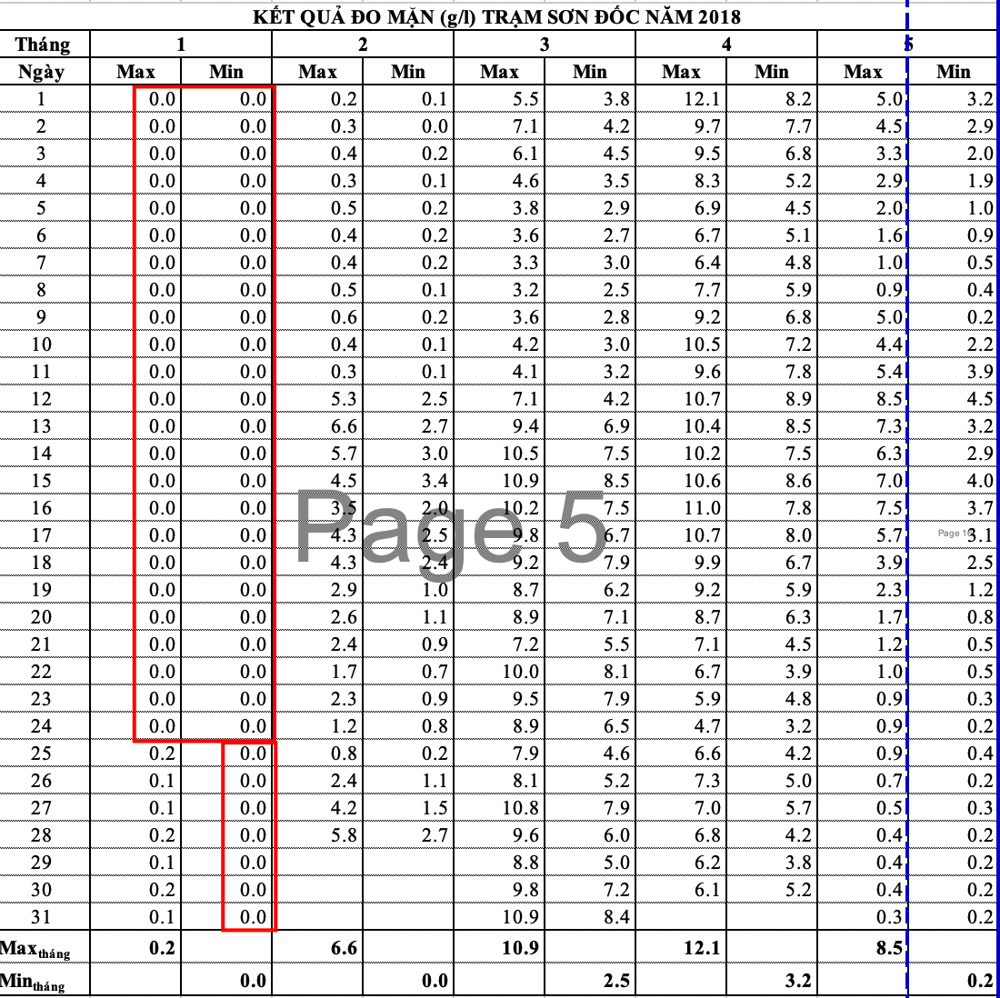 KẾT QUẢ ĐO MẶN (g/l) TRẠM SƠN ĐỐC NĂM 2018
Tháng 1 2 3 4 5
Ngày Max Min Max Min Max Min Max Min Max Min
1 0.0 0.0 0.2 0.1 5.5 3.8 12.1 8.2 5.0 3.2
2 0.0 0.0 0.3 0.0 7.1 4.2 9.7 7.7 4.5 2.9
3 0.0 0.0 0.4 0.2 6.1 4.5 9.5 6.8 3.3 2.0
4 0.0 0.0 0.3 0.1 4.6 3.5 8.3 5.2 2.9 1.9
5 0.0 0.0 0.5 0.2 3.8 2.9 6.9 4.5 2.0 1.0
6 0.0 0.0 0.4 0.2 3.6 2.7 6.7 5.1 1.6 0.9
7 0.0 0.0 0.4 0.2 3.3 3.0 6.4 4.8 1.0 0.5
8 0.0 0.0 0.5 0.1 3.2 2.5 7.7 5.9 0.9 0.4
9 0.0 0.0 0.6 0.2 3.6 2.8 9.2 6.8 5.0 0.2
10 0.0 0.0 0.4 0.1 4.2 3.0 10.5 7.2 4.4 2.2
11 0.0 0.0 0.3 0.1 4.1 3.2 9.6 7.8 5.4 3.9
12 0.0 0.0 5.3 2.5 7.1 4.2 10.7 8.9 8.5 4.5
13 0.0 0.0 6.6 2.7 9.4 6.9 10.4 8.5 7.3 3.2
14 0.0 0.0 5.7 3.0 10.5 7.5 10.2 7.5 6.3 2.9
15 0.0 0.0 4.5 3.4 10.9 8.5 10.6 8.6 7.0 4.0
16 0.0 0.0 3.5 2.0 10.2 7.5 11.0 7.8 7.5 3.7
Page 5
17 0.0 0.0 4.3 2.5 9.8 6.7 10.7 8.0 5.7 3.1
Page 1
18 0.0 0.0 4.3 2.4 9.2 7.9 9.9 6.7 3.9 2.5
19 0.0 0.0 2.9 1.0 8.7 6.2 9.2 5.9 2.3 1.2
20 0.0 0.0 2.6 1.1 8.9 7.1 8.7 6.3 1.7 0.8
21 0.0 0.0 2.4 0.9 7.2 5.5 7.1 4.5 1.2 0.5
22 0.0 0.0 1.7 0.7 10.0 8.1 6.7 3.9 1.0 0.5
23 0.0 0.0 2.3 0.9 9.5 7.9 5.9 4.8 0.9 0.3
24 0.0 0.0 1.2 0.8 8.9 6.5 4.7 3.2 0.9 0.2
25 0.2 0.0 0.8 0.2 7.9 4.6 6.6 4.2 0.9 0.4
26 0.1 0.0 2.4 1.1 8.1 5.2 7.3 5.0 0.7 0.2
27 0.1 0.0 4.2 1.5 10.8 7.9 7.0 5.7 0.5 0.3
28 0.2 0.0 5.8 2.7 9.6 6.0 6.8 4.2 0.4 0.2
29 0.1 0.0 8.8 5.0 6.2 3.8 0.4 0.2
30 0.2 0.0 9.8 7.2 6.1 5.2 0.4 0.2
31 0.1 0.0 10.9 8.4 0.3 0.2
Max tháng 0.2 6.6 10.9 12.1 8.5
Min tháng 0.0 0.0 2.5 3.2 0.2